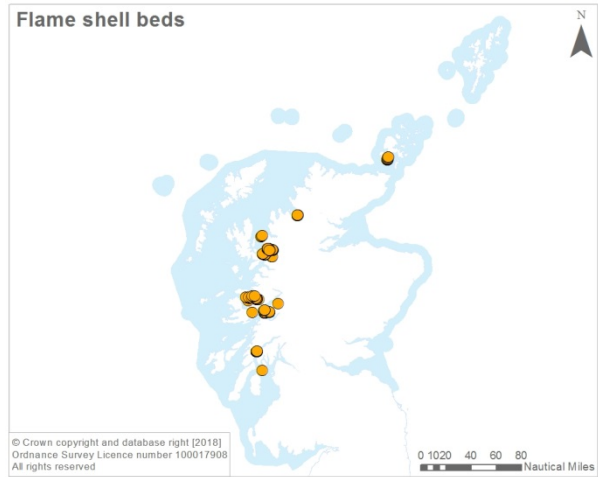 Flame shell beds
N
© Crown copyright and database right [2018]
Ordnance Survey Licence number 100017908
All rights reserved
0 1020 40 60 80
Nautical Miles